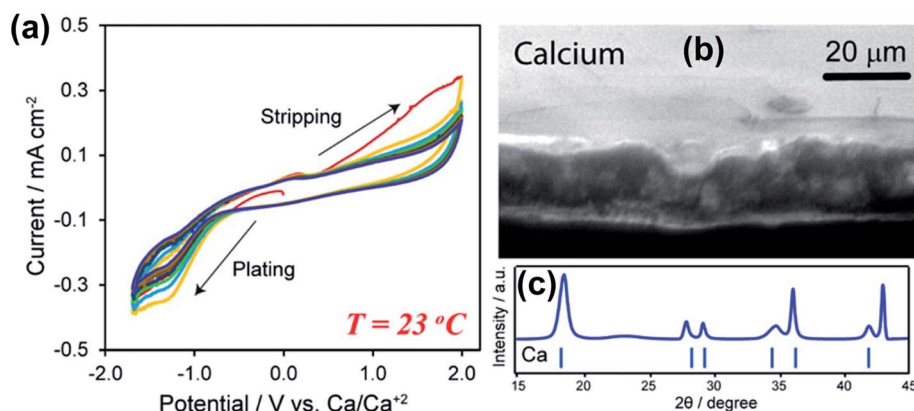 (a)
0.5
0.3
0.1
-0.1
-0.3
-0.5
Current / mA cm⁻²
Stripping
Plating
T = 23 °C
-2.0 -1.0 0.0 1.0 2.0
Potential / V vs. Ca/Ca⁺²
Calcium (b) 20 μm
(c)
Intensity / a.u.
Ca
15 20 25 30 35 40 45
2θ / degree